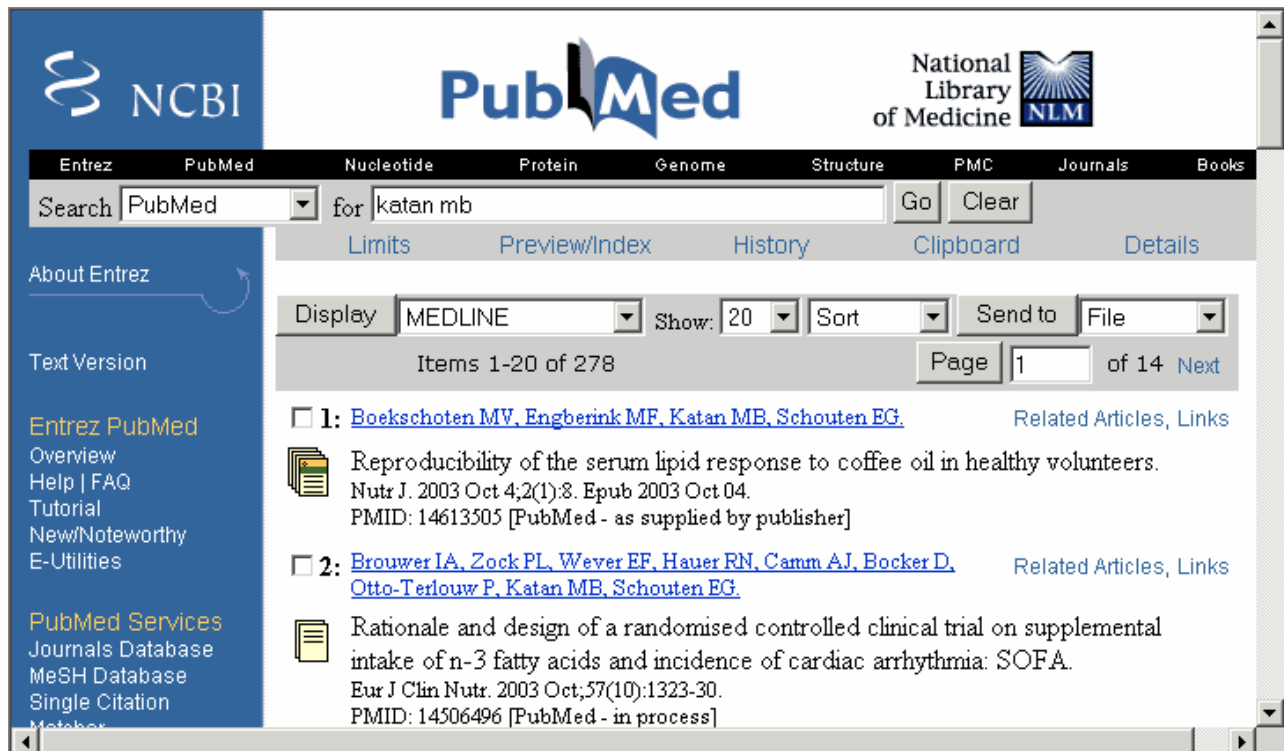 NCBI
PubMed
National
Library
of Medicine NLM
Entrez PubMed Nucleotide Protein Genome Structure PMC Journals Books
Search PubMed for katan mb Go Clear
Limits Preview/Index History Clipboard Details
About Entrez
Display MEDLINE Show: 20 Sort Send to File
Items 1-20 of 278 Page 1 of 14 Next
Text Version
Entrez PubMed
Overview
Help | FAQ
Tutorial
New/Noteworthy
E-Utilities
PubMed Services
Journals Database
MeSH Database
Single Citation
Matcher
1: Boekschoten MV, Engberink MF, Katan MB, Schouten EG. Related Articles, Links
Reproducibility of the serum lipid response to coffee oil in healthy volunteers.
Nutr J. 2003 Oct 4;2(1):8. Epub 2003 Oct 04.
PMID: 14613505 [PubMed - as supplied by publisher]
2: Brouwer IA, Zock PL, Wever EF, Hauer RN, Camm AJ, Bocker D, Related Articles, Links
Otto-Terlouw P, Katan MB, Schouten EG.
Rationale and design of a randomised controlled clinical trial on supplemental
intake of n-3 fatty acids and incidence of cardiac arrhythmia: SOFA.
Eur J Clin Nutr. 2003 Oct;57(10):1323-30.
PMID: 14506496 [PubMed - in process]